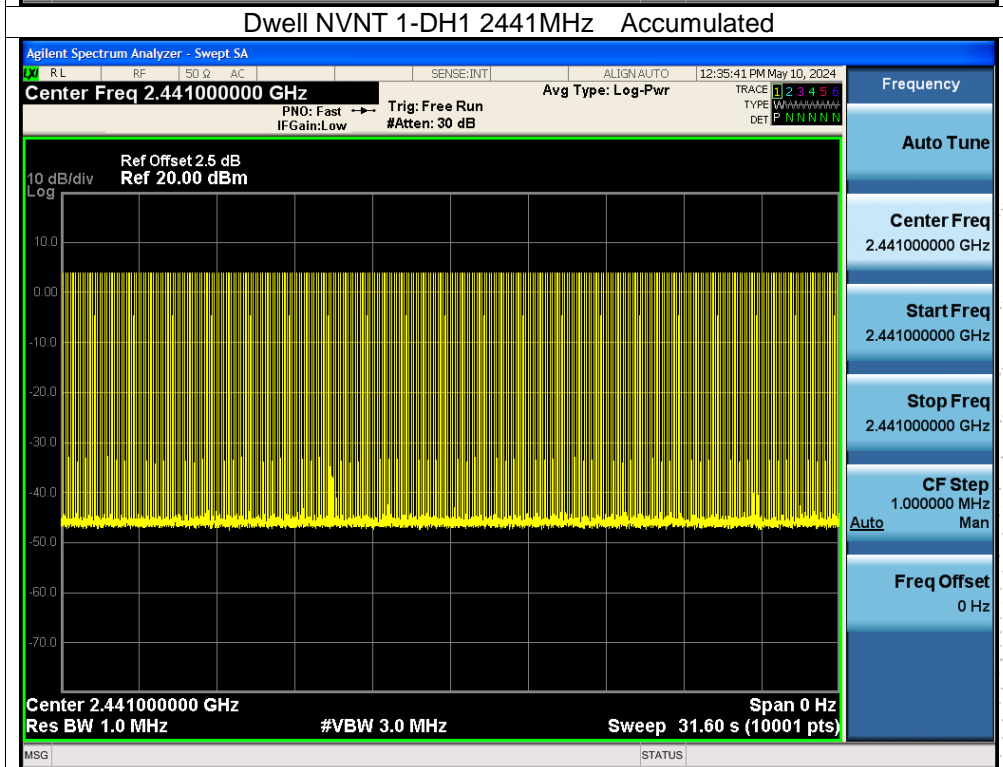 Dwell NVNT 1-DH1 2441MHz Accumulated
Agilent Spectrum Analyzer - Swept SA
LXI RL RF 50 Ω AC SENSE:INT ALIGN AUTO 12:35:41 PM May 10, 2024
Center Freq 2.441000000 GHz
PNO: Fast
IFGain:Low
Trig: Free Run
#Atten: 30 dB
Avg Type: Log-Pwr
TRACE 1 2 3 4 5 6
TYPE WWWWWW
DET P N N N N N
Ref Offset 2.5 dB
10 dB/div Ref 20.00 dBm
Log
10.0
0.00
-10.0
-20.0
-30.0
-40.0
-50.0
-60.0
-70.0
Center 2.441000000 GHz Span 0 Hz
Res BW 1.0 MHz #VBW 3.0 MHz Sweep 31.60 s (10001 pts)
MSG STATUS
Frequency
Auto Tune
Center Freq
2.441000000 GHz
Start Freq
2.441000000 GHz
Stop Freq
2.441000000 GHz
CF Step
1.000000 MHz
Auto Man
Freq Offset
0 Hz